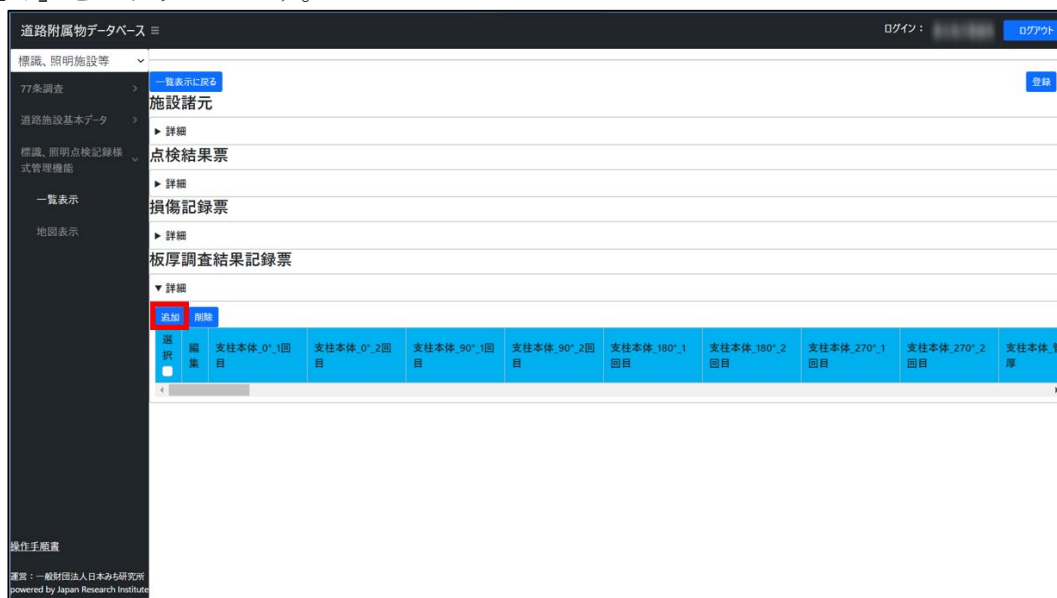 道路附属物データベース ≡
ログイン：
ログアウト
標識、照明施設等
77条調査
道路施設基本データ
標識、照明点検記録様
式管理機能
一覧表示
地図表示
一覧表示に戻る
登録
施設諸元
▶ 詳細
点検結果票
▶ 詳細
損傷記録票
▶ 詳細
板厚調査結果記録票
▼ 詳細
追加 削除
選択
編集
支柱本体_0°_1回
目
支柱本体_0°_2回
目
支柱本体_90°_1回
目
支柱本体_90°_2回
目
支柱本体_180°_1
回目
支柱本体_180°_2
回目
支柱本体_270°_1
回目
支柱本体_270°_2
回目
支柱本体_
厚
操作手順書
運営：一般財団法人日本みち研究所
powered by Japan Research Institute